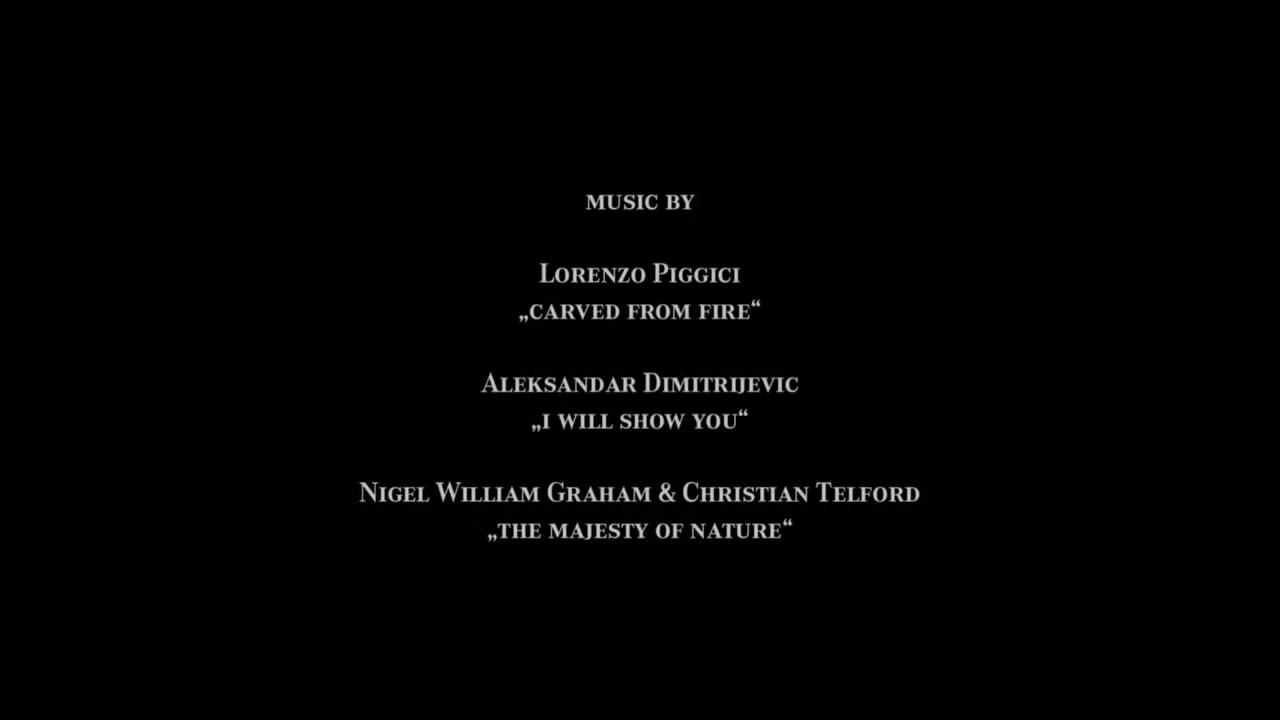 MUSIC BY
Lorenzo Piggici
„CARVED FROM FIRE“
Aleksandar Dimitrijevic
„I WILL SHOW YOU“
Nigel William Graham & Christian Telford
„THE MAJESTY OF NATURE“